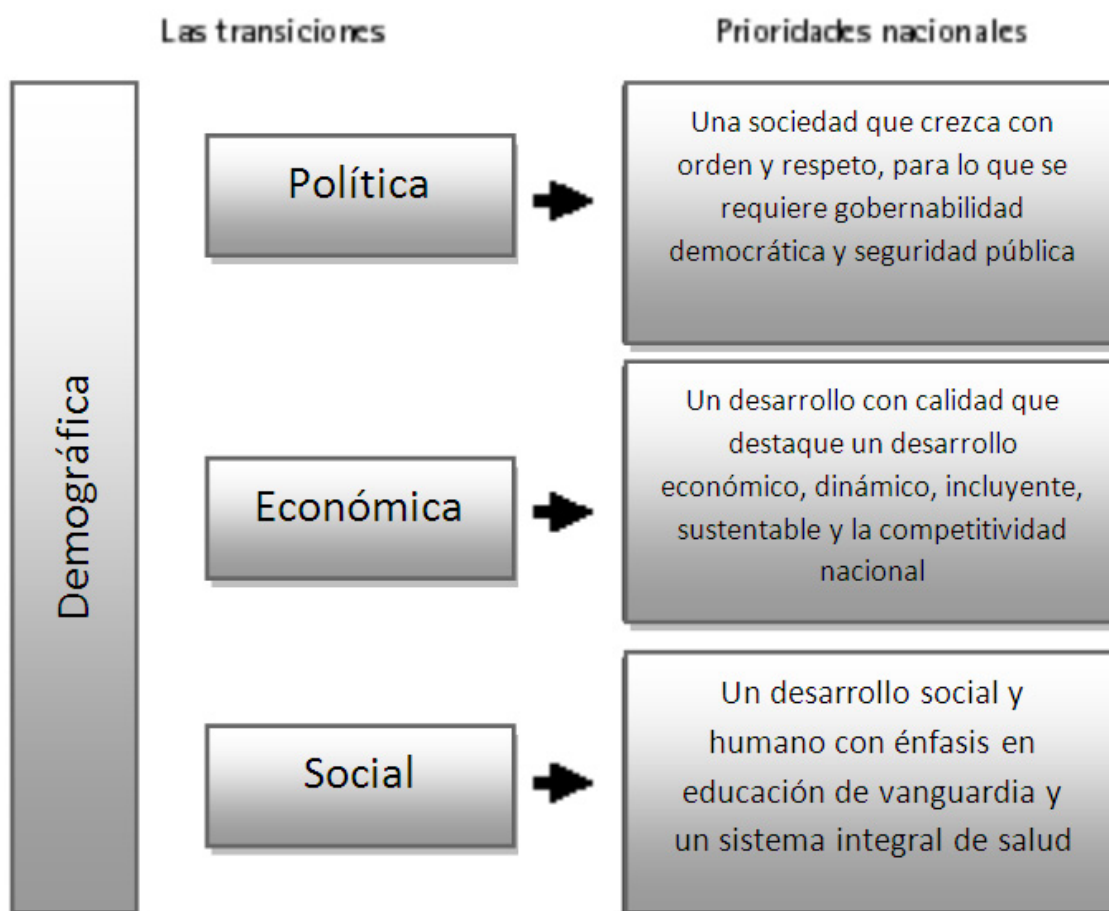 Las transiciones
Prioridades nacionales
Demográfica
Política
Una sociedad que crezca con
orden y respeto, para lo que se
requiere gobernabilidad
democrática y seguridad pública
Económica
Un desarrollo con calidad que
destaque un desarrollo
económico, dinámico, incluyente,
sustentable y la competitividad
nacional
Social
Un desarrollo social y
humano con énfasis en
educación de vanguardia y
un sistema integral de salud